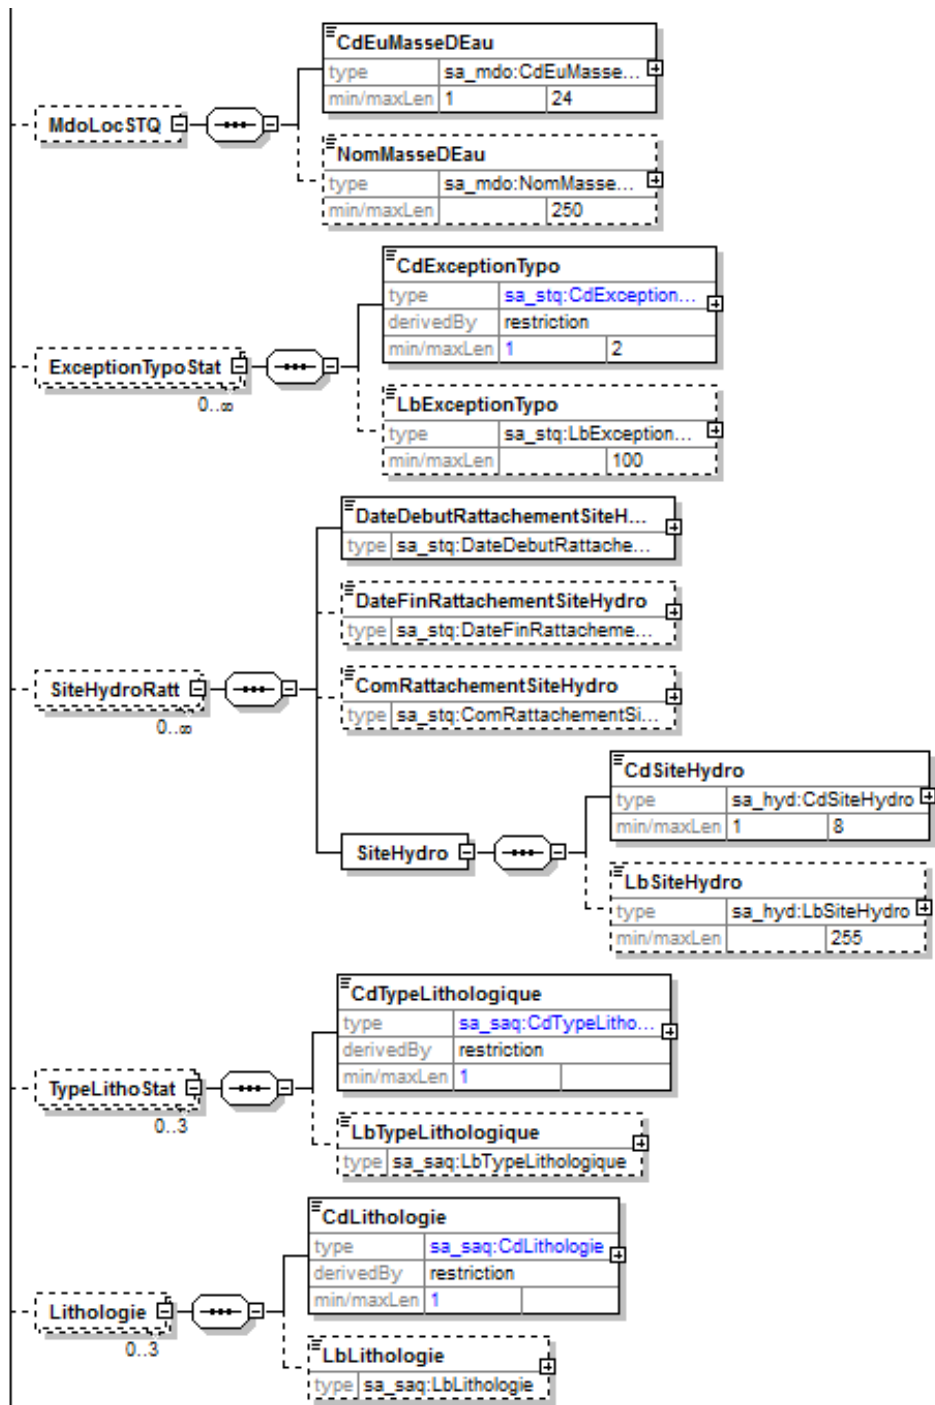 CdEuMasseDEau
type sa_mdo:CdEuMasse...
min/maxLen 1 24
MdoLocSTQ
NomMasseDEau
type sa_mdo:NomMasse...
min/maxLen 250
CdExceptionTypo
type sa_stq:CdException...
derivedBy restriction
min/maxLen 1 2
ExceptionTypoStat
0..∞
LbExceptionTypo
type sa_stq:LbException...
min/maxLen 100
DateDebutRattachementSiteH...
type sa_stq:DateDebutRattache...
DateFinRattachementSiteHydro
type sa_stq:DateFinRattacheme...
SiteHydroRatt
0..∞
ComRattachementSiteHydro
type sa_stq:ComRattachementSi...
CdSiteHydro
type sa_hyd:CdSiteHydro
min/maxLen 1 8
SiteHydro
LbSiteHydro
type sa_hyd:LbSiteHydro
min/maxLen 255
CdTypeLithologique
type sa_saq:CdTypeLitho...
derivedBy restriction
min/maxLen 1
TypeLithoStat
0..3
LbTypeLithologique
type sa_saq:LbTypeLithologique
CdLithologie
type sa_saq:CdLithologie
derivedBy restriction
min/maxLen 1
Lithologie
0..3
LbLithologie
type sa_saq:LbLithologie